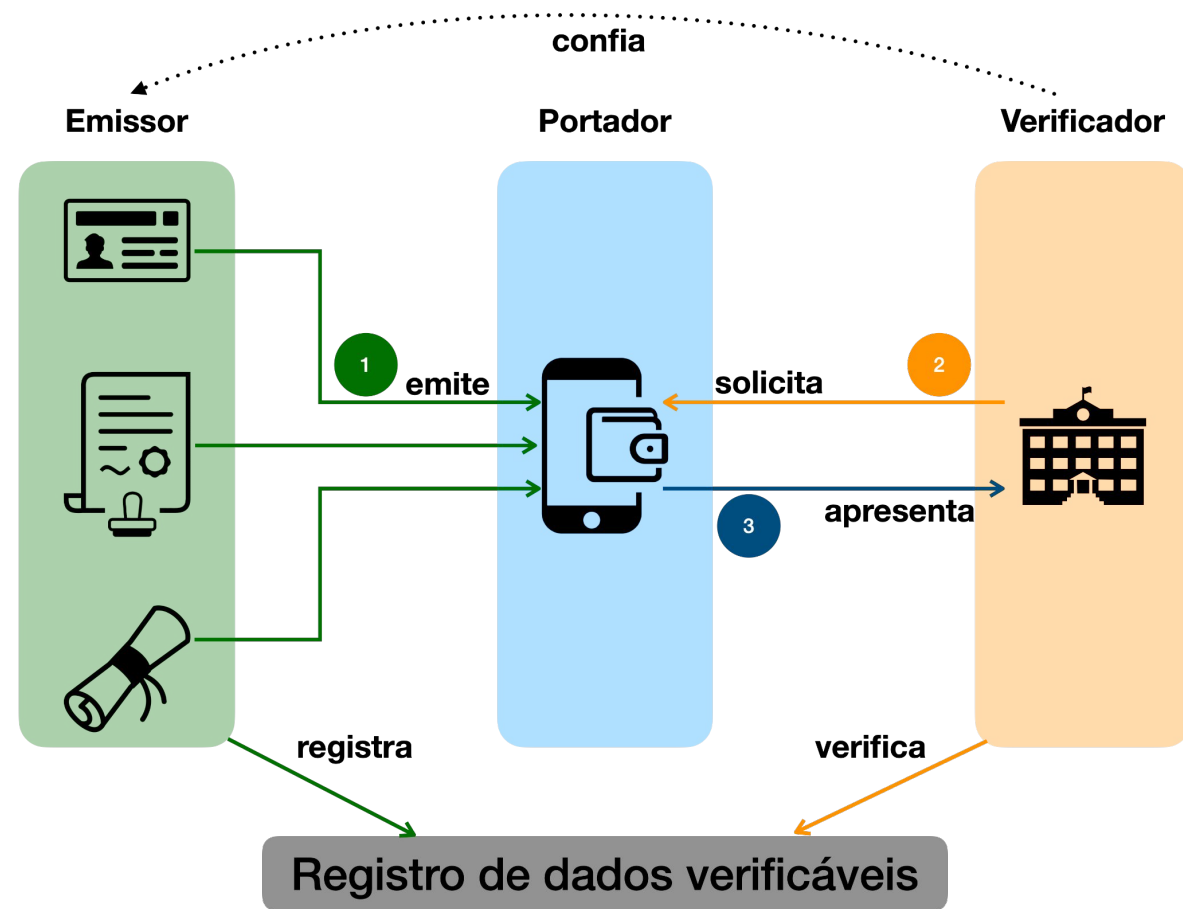 confia
Emissor
Portador
Verificador
1
emite
solicita
2
3
apresenta
registra
verifica
Registro de dados verificáveis